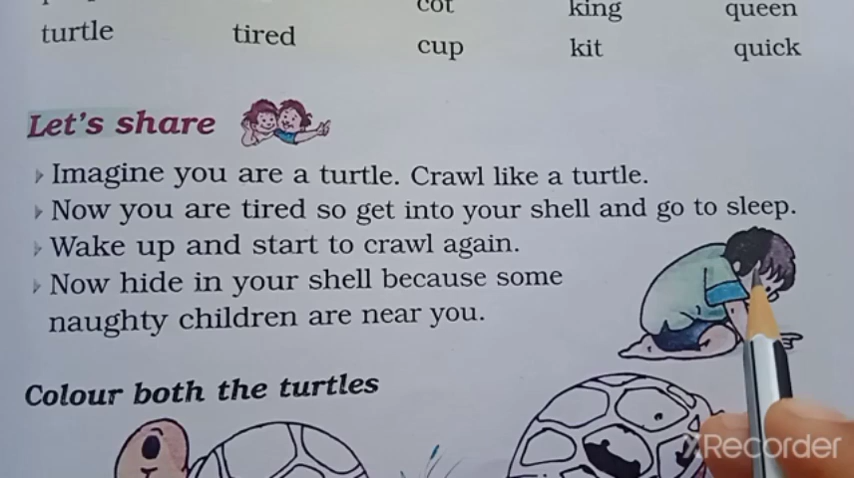 cot king queen
turtle tired cup kit quick
Let's share
Imagine you are a turtle. Crawl like a turtle.
Now you are tired so get into your shell and go to sleep.
Wake up and start to crawl again.
Now hide in your shell because some
naughty children are near you.
Colour both the turtles
XRecorder